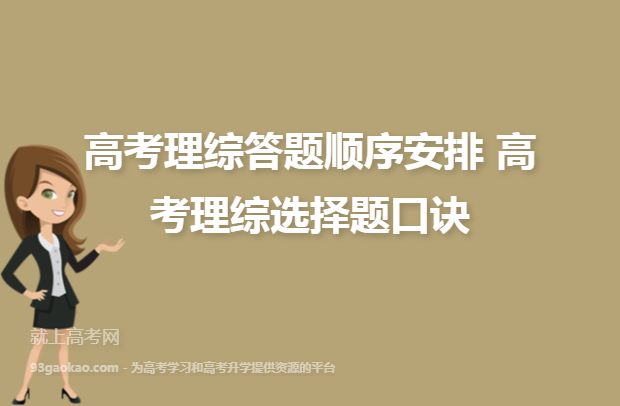 高考理综答题顺序安排 高
考理综选择题口诀
就上高考网
93gaokao.com - 为高考学习和高考升学提供资源的平台